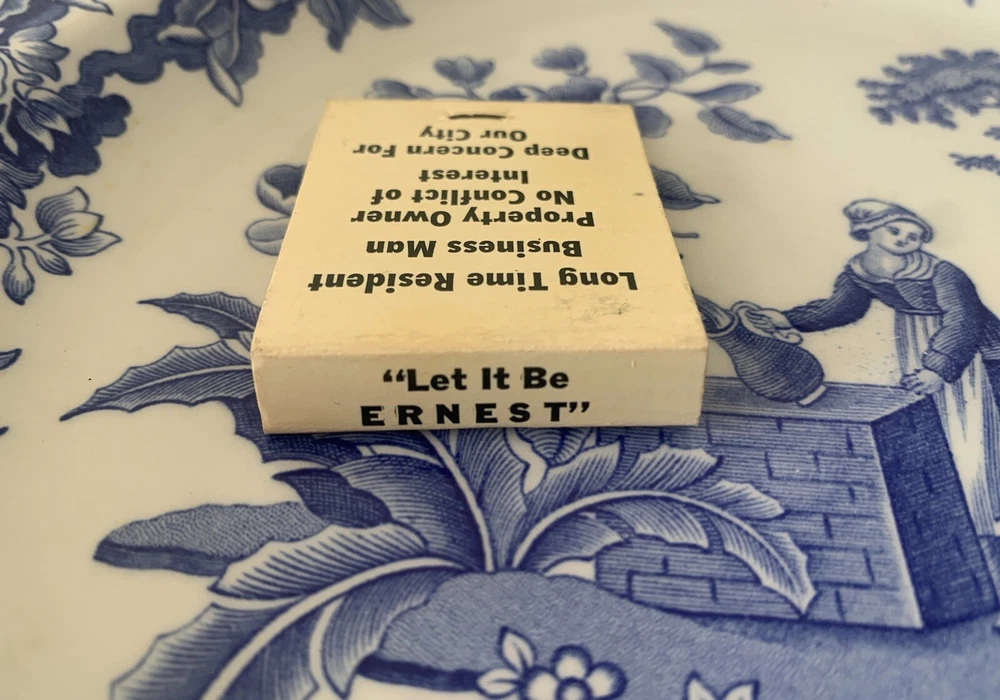 Long Time Resident
Business Man
Property Owner
No Conflict of
Interest
Deep Concern For
Our City
“Let It Be
ERNEST”